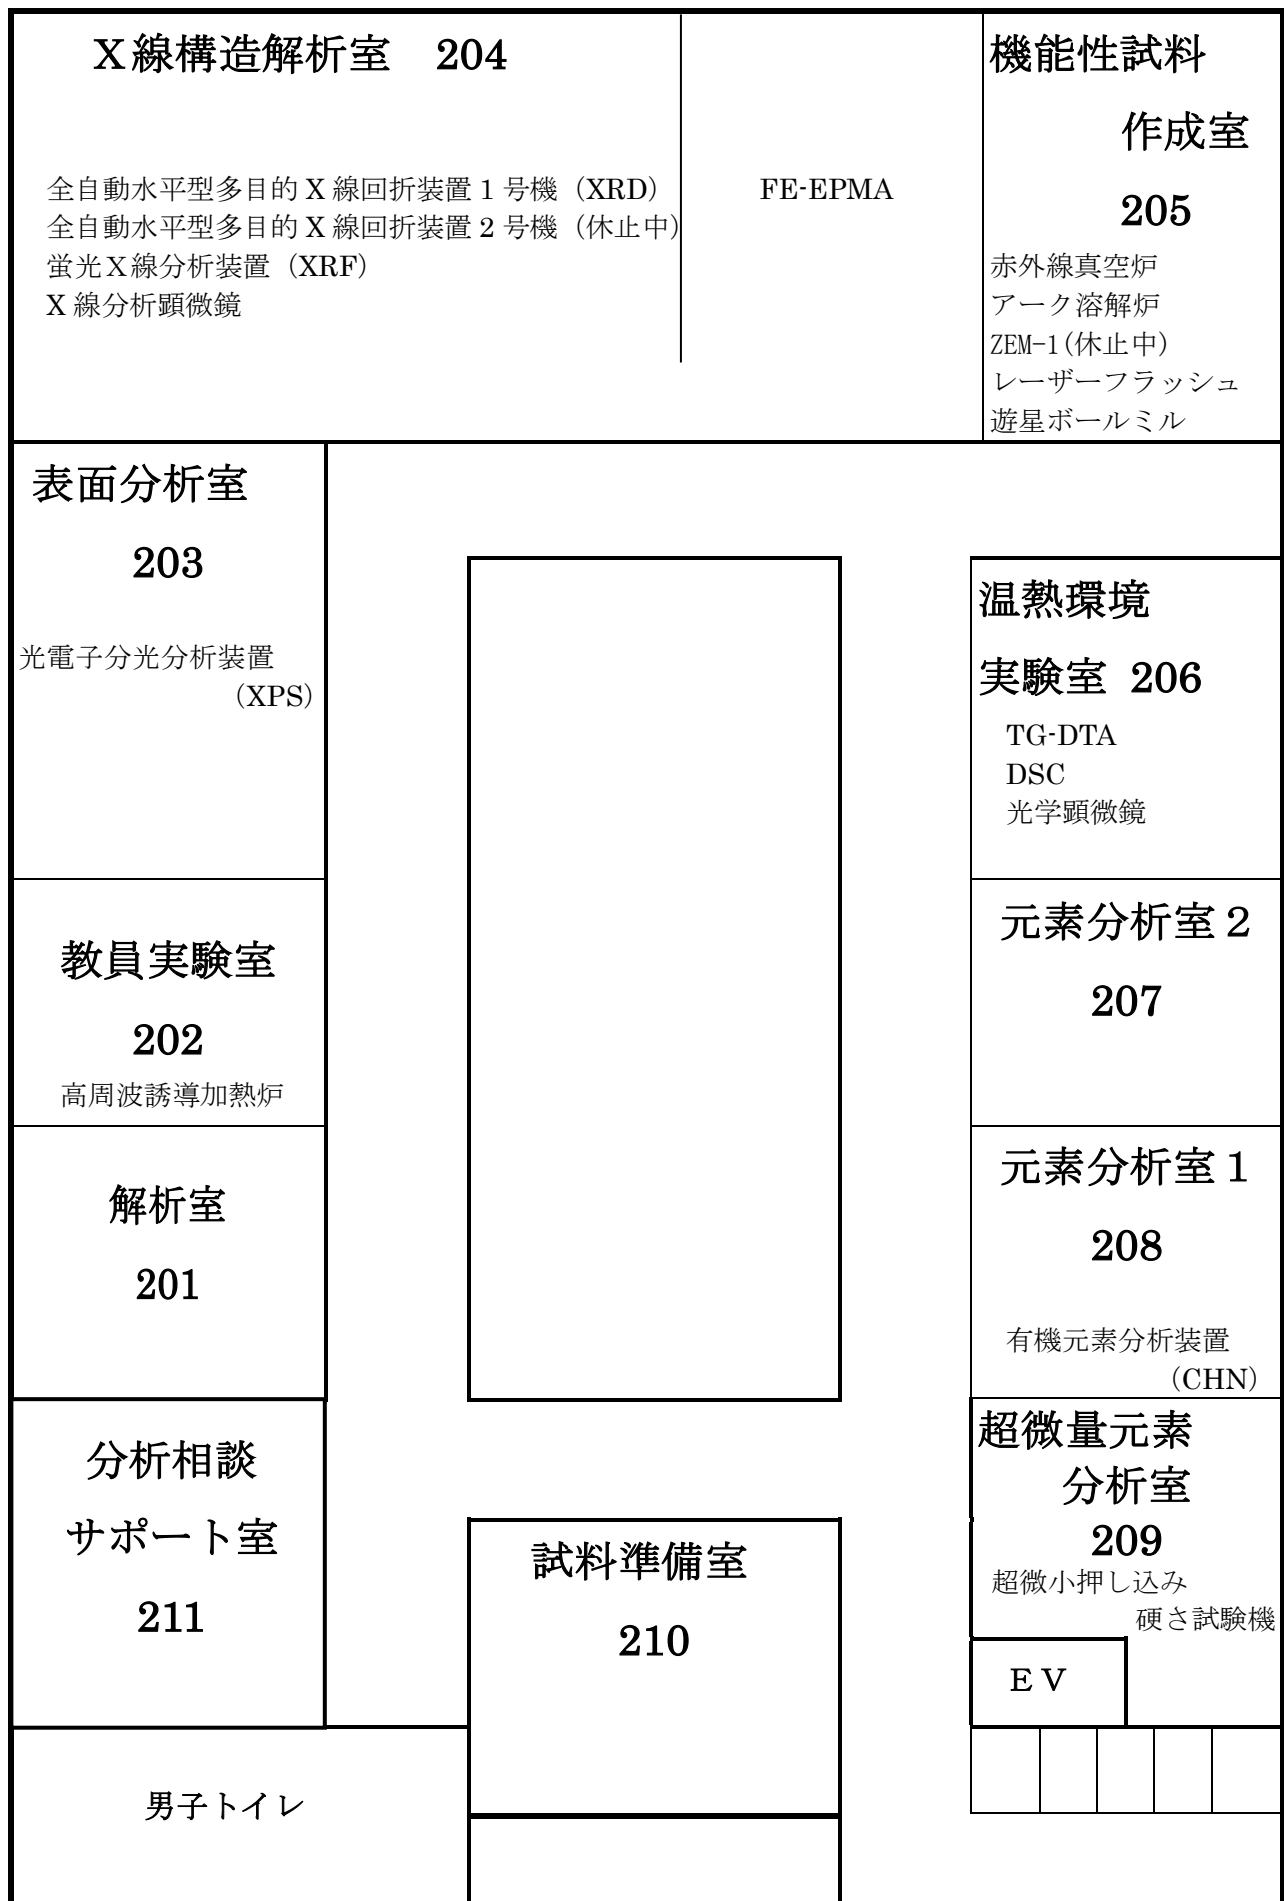 X線構造解析室 204
全自動水平型多目的 X 線回折装置 1 号機（XRD）
全自動水平型多目的 X 線回折装置 2 号機（休止中）
蛍光X線分析装置（XRF）
X 線分析顕微鏡
FE-EPMA
機能性試料
作成室
205
赤外線真空炉
アーク溶解炉
ZEM-1(休止中)
レーザーフラッシュ
遊星ボールミル
表面分析室
203
光電子分光分析装置
（XPS）
温熱環境
実験室 206
TG-DTA
DSC
光学顕微鏡
教員実験室
202
高周波誘導加熱炉
元素分析室２
207
解析室
201
元素分析室１
208
有機元素分析装置
（CHN）
分析相談
サポート室
211
試料準備室
210
超微量元素
分析室
209
超微小押し込み
硬さ試験機
ＥＶ
男子トイレ